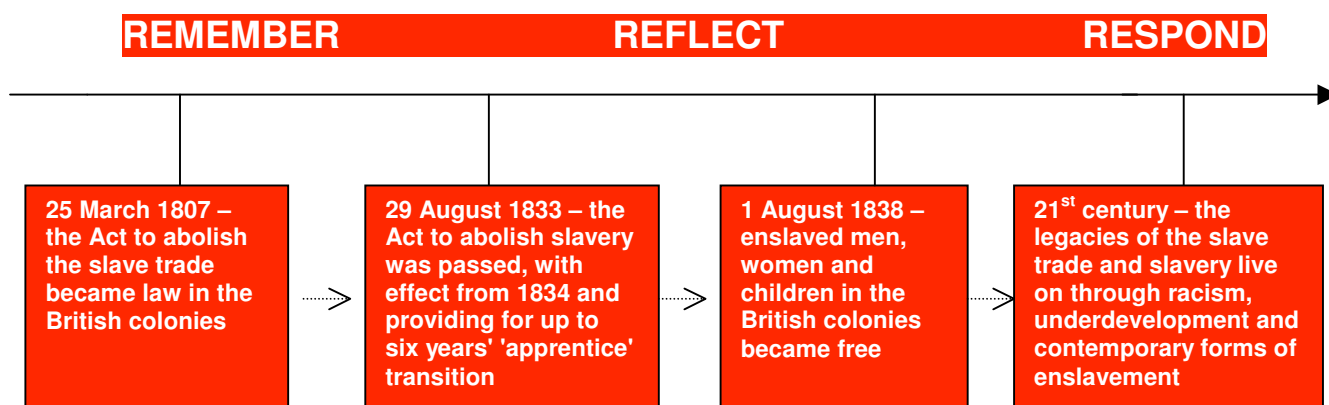 REMEMBER REFLECT RESPOND
25 March 1807 –
the Act to abolish
the slave trade
became law in the
British colonies
29 August 1833 – the
Act to abolish slavery
was passed, with
effect from 1834 and
providing for up to
six years' 'apprentice'
transition
1 August 1838 –
enslaved men,
women and
children in the
British colonies
became free
21st century – the
legacies of the slave
trade and slavery live
on through racism,
underdevelopment and
contemporary forms of
enslavement